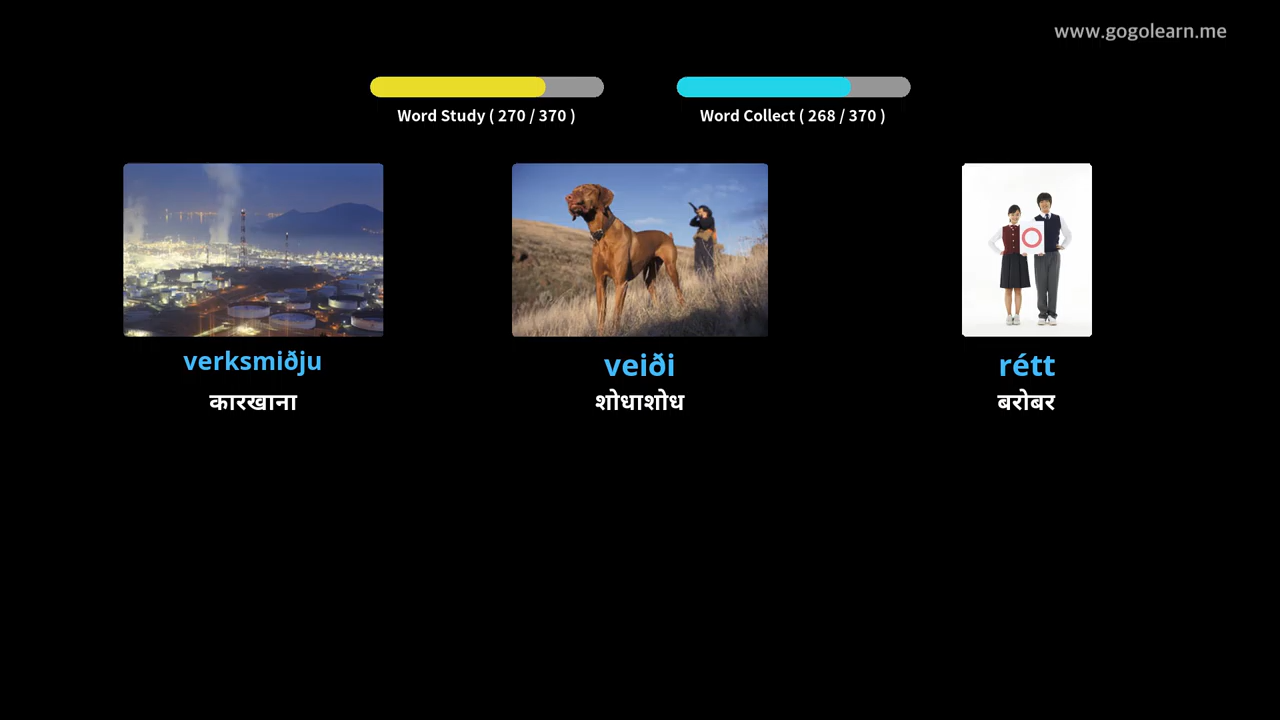 www.gogolearn.me
Word Study ( 270 / 370 )
Word Collect ( 268 / 370 )
verksmiðju
veiði
rétt
कारखाना
शोधाशोध
बरोबर